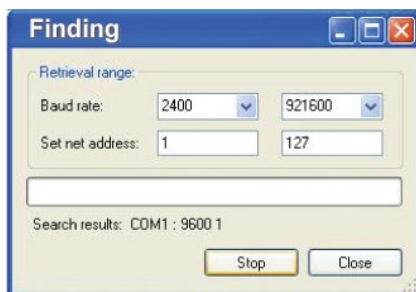 Finding
Retrieval range:
Baud rate: 2400 921600
Set net address: 1 127
Search results: COM1 : 9600 1
Stop Close